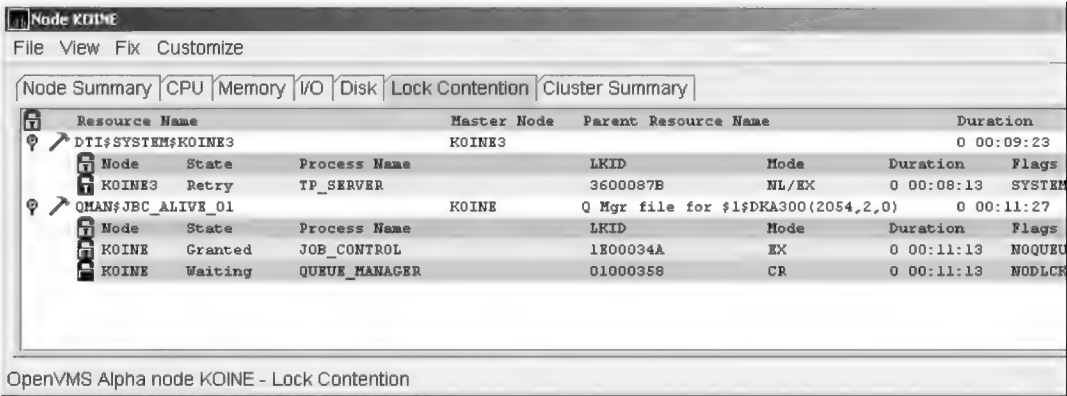 Node KOINE
File View Fix Customize
Node Summary CPU Memory I/O Disk Lock Contention Cluster Summary
Resource Name Master Node Parent Resource Name Duration
DTI$SYSTEM$KOINE3 KOINE3 0 00:09:23
Node State Process Name LKID Mode Duration Flags
KOINE3 Retry TP_SERVER 3600087B NL/EX 0 00:08:13 SYSTEM
QMAN$JBC_ALIVE_01 KOINE Q Mgr file for $1$DKA300(2054,2,0) 0 00:11:27
Node State Process Name LKID Mode Duration Flags
KOINE Granted JOB_CONTROL 1E00034A EX 0 00:11:13 NOQUEU
KOINE Waiting QUEUE_MANAGER 01000358 CR 0 00:11:13 NODLCK
OpenVMS Alpha node KOINE - Lock Contention